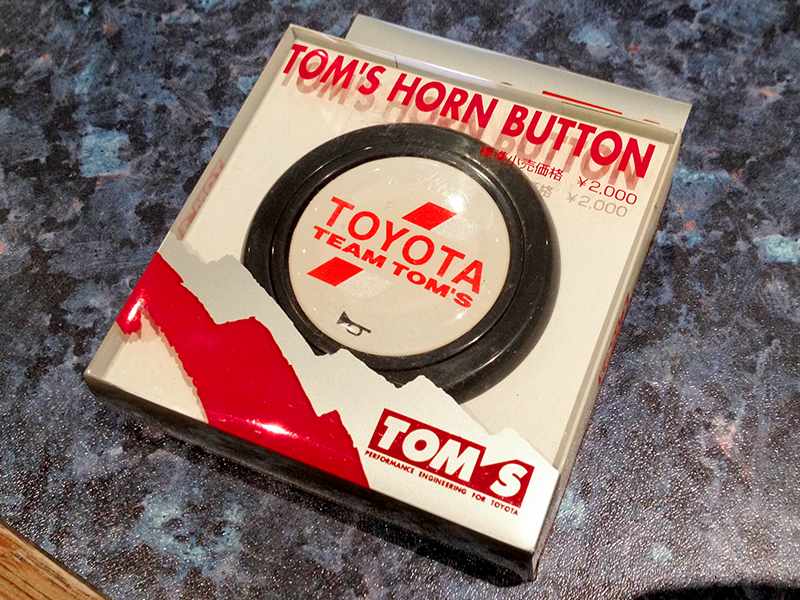 TOM'S HORN BUTTON
標準小売価格 ￥2,000
TOYOTA
TEAM TOM'S
TOM'S
PERFORMANCE ENGINEERING FOR TOYOTA